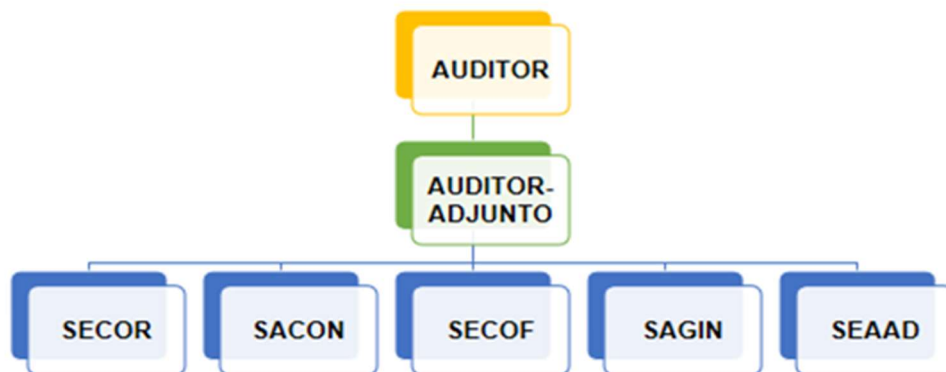 AUDITOR
AUDITOR-
ADJUNTO
SECOR
SACON
SECOF
SAGIN
SEAAD